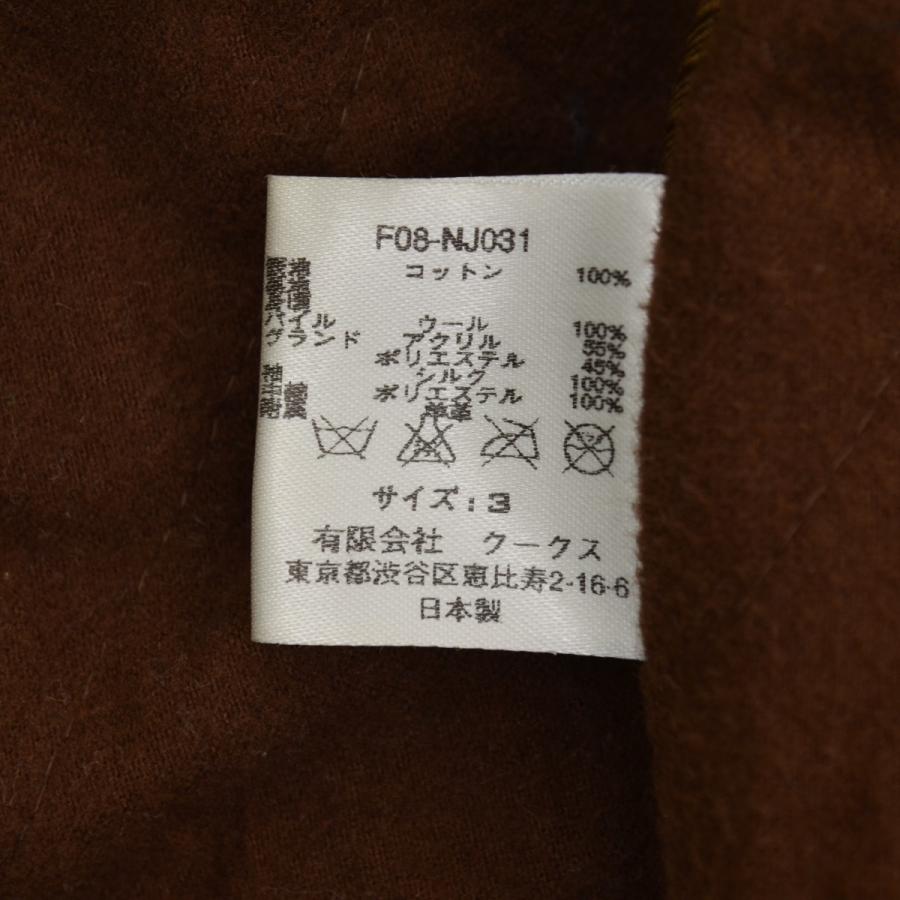 F08-NJ031
コットン 100%
パイル ウール 100%
グランド アクリル 55%
ポリエステル 45%
シルク 100%
ポリエステル 100%
羊革
サイズ：3
有限会社 クークス
東京都渋谷区恵比寿2-16-6
日本製